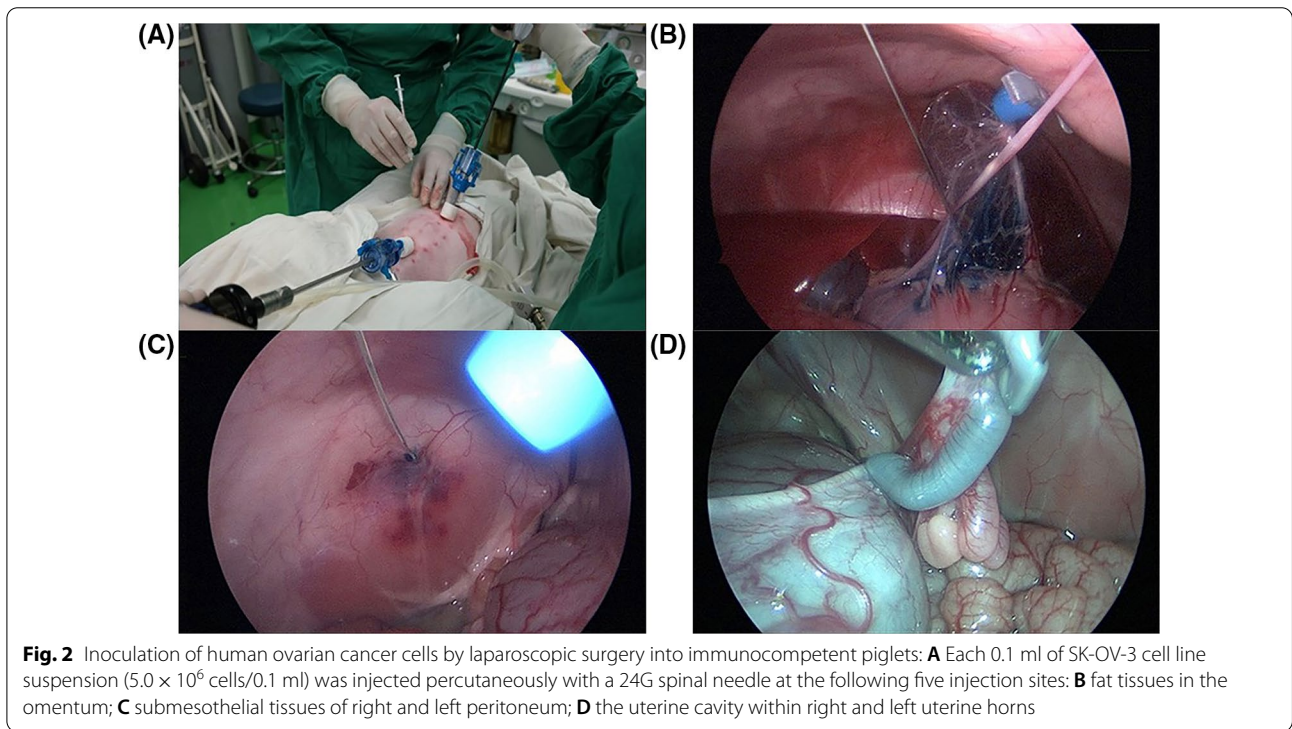 (A)
(B)
(C)
(D)
Fig. 2 Inoculation of human ovarian cancer cells by laparoscopic surgery into immunocompetent piglets: A Each 0.1 ml of SK-OV-3 cell line
suspension (5.0 × 10⁶ cells/0.1 ml) was injected percutaneously with a 24G spinal needle at the following five injection sites: B fat tissues in the
omentum; C submesothelial tissues of right and left peritoneum; D the uterine cavity within right and left uterine horns